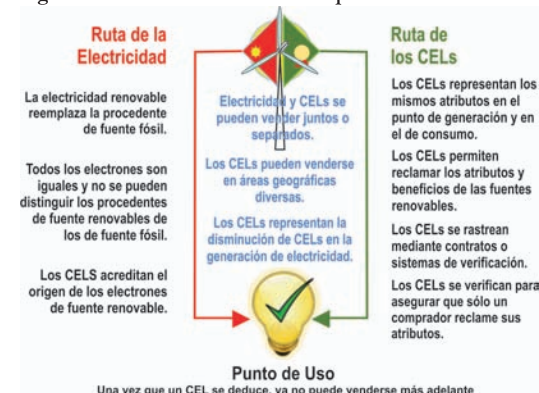 Ruta de la
Electricidad
La electricidad renovable
reemplaza la procedente
de fuente fósil.
Todos los electrones son
iguales y no se pueden
distinguir los procedentes
de fuente renovables de
los de fuente fósil.
Los CELS acreditan el
origen de los electrones
de fuente renovable.
Electricidad y CELs se
pueden vender juntos o
separados.
Los CELs pueden venderse
en áreas geográficas
diversas.
Los CELs representan la
disminución de CELs en la
generación de electricidad.
Ruta de
los CELs
Los CELs representan los
mismos atributos en el
punto de generación y en
el de consumo.
Los CELs permiten
reclamar los atributos y
beneficios de las fuentes
renovables.
Los CELs se rastrean
mediante contratos o
sistemas de verificación.
Los CELs se verifican para
asegurar que sólo un
comprador reclame sus
atributos.
Punto de Uso
Una vez que un CEL se deduce, ya no puede venderse más adelante